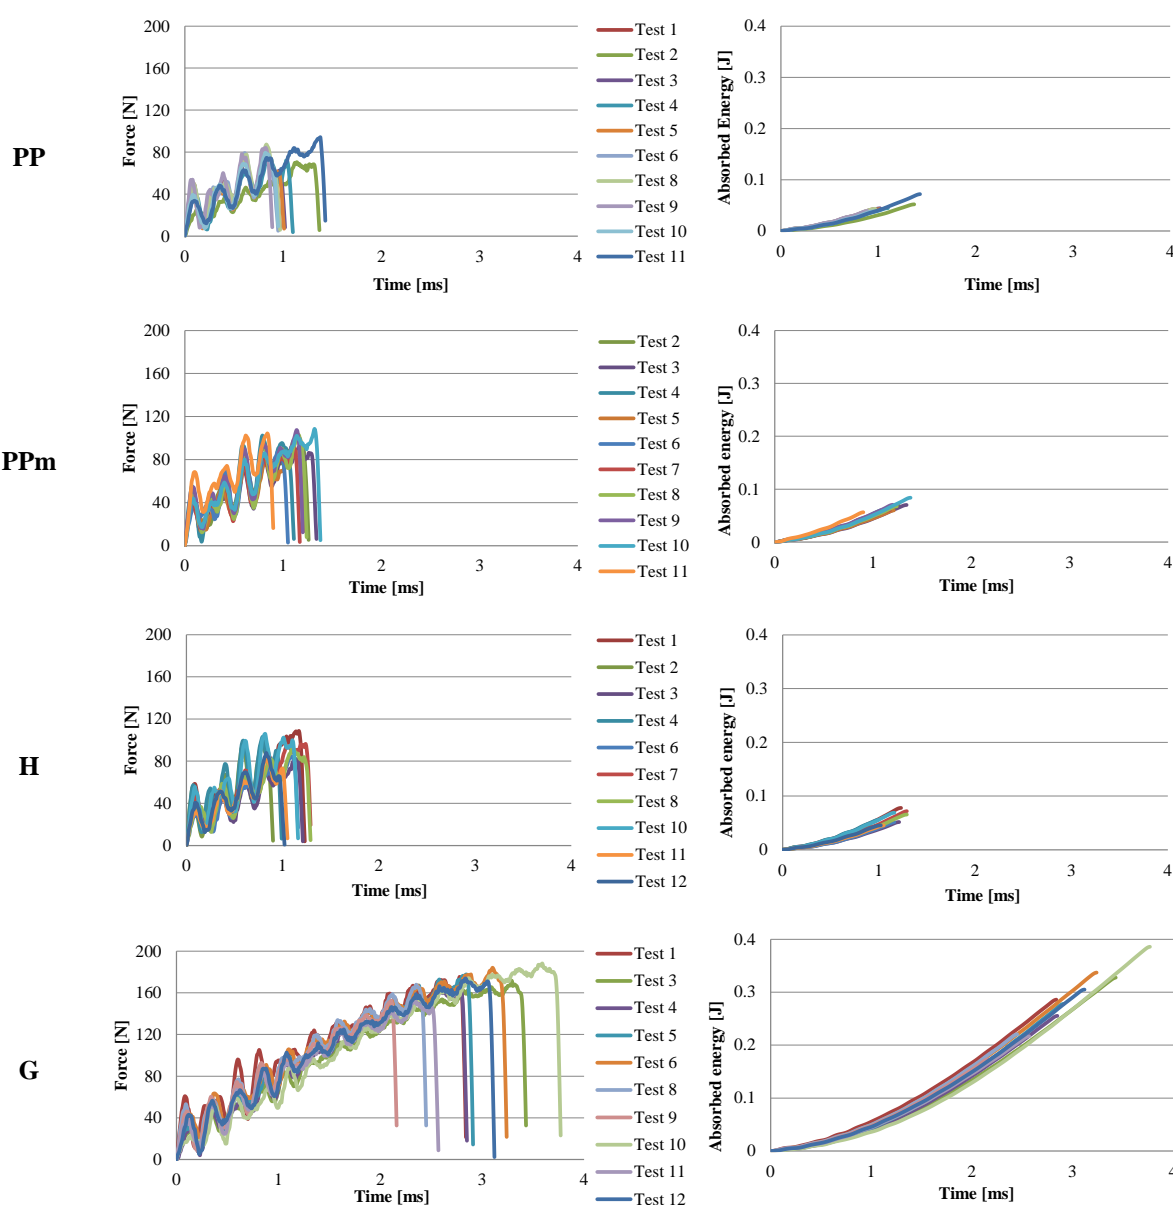 PP
Force [N]
200
160
120
80
40
0
0 1 2 3 4
Time [ms]
Test 1
Test 2
Test 3
Test 4
Test 5
Test 6
Test 8
Test 9
Test 10
Test 11
Absorbed Energy [J]
0.4
0.3
0.2
0.1
0
0 1 2 3 4
Time [ms]
PPm
Force [N]
200
160
120
80
40
0
0 1 2 3 4
Time [ms]
Test 2
Test 3
Test 4
Test 5
Test 6
Test 7
Test 8
Test 9
Test 10
Test 11
Absorbed energy [J]
0.4
0.3
0.2
0.1
0
0 1 2 3 4
Time [ms]
H
Force [N]
200
160
120
80
40
0
0 1 2 3 4
Time [ms]
Test 1
Test 2
Test 3
Test 4
Test 6
Test 7
Test 8
Test 10
Test 11
Test 12
Absorbed energy [J]
0.4
0.3
0.2
0.1
0
0 1 2 3 4
Time [ms]
G
Force [N]
200
160
120
80
40
0
0 1 2 3 4
Time [ms]
Test 1
Test 3
Test 4
Test 5
Test 6
Test 8
Test 9
Test 10
Test 11
Test 12
Absorbed energy [J]
0.4
0.3
0.2
0.1
0
0 1 2 3 4
Time [ms]